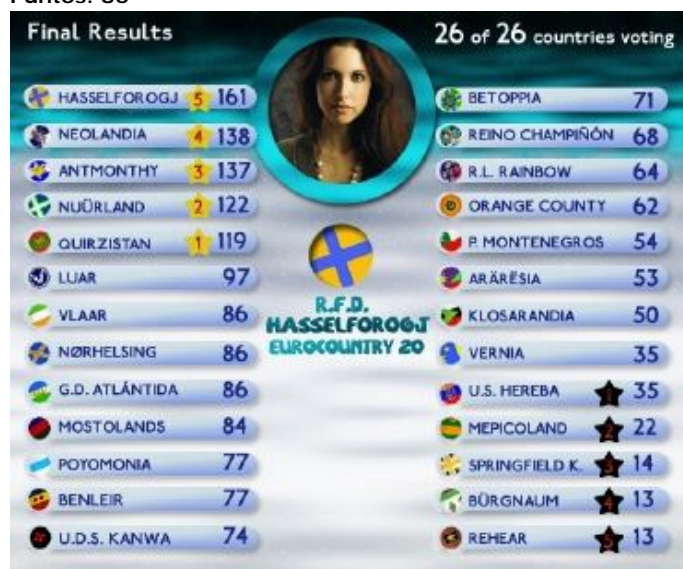 Puntos:
Final Results
26 of 26 countries voting
HASSELFOROGJ 5 161
NEOLANDIA 4 138
ANTMONTHY 3 137
NUÜRLAND 2 122
QUIRZISTAN 1 119
LUAR 97
VLAAR 86
NØRHELSING 86
G.D. ATLÁNTIDA 86
MOSTOLANDS 84
POYOMONIA 77
BENLEIR 77
U.D.S. KANWA 74
R.F.D.
HASSELFOROGJ
EUROCOUNTRY 20
BETOPPIA 71
REINO CHAMPIÑÓN 68
R.L. RAINBOW 64
ORANGE COUNTY 62
P. MONTENEGROS 54
ARÄRËSIA 53
KLOSARANDIA 50
VERNIA 35
U.S. HEREBA 1 35
MEPICOLAND 2 22
SPRINGFIELD K. 3 14
BÜRGNAUM 4 13
REHEAR 5 13